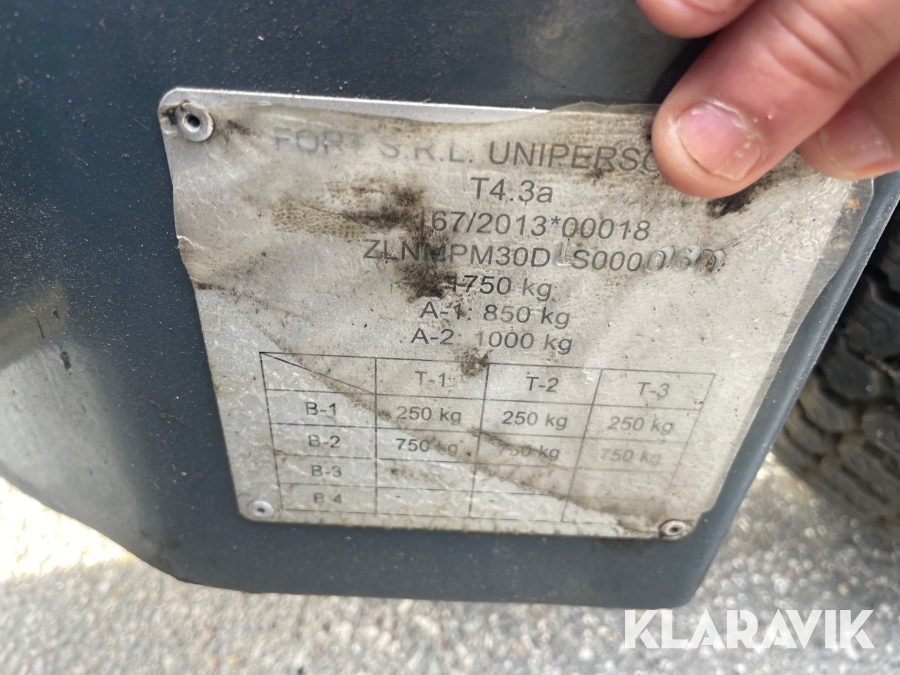 S.R.L.
T4.3a
167/2013*00018
1750 kg
A-1: 850 kg
A-2: 1000 kg
T-1 T-2 T-3
B-1 250 kg 250 kg 250 kg
B-2 750 kg 750 kg 750 kg
B-3
B-4
KLARAVIK